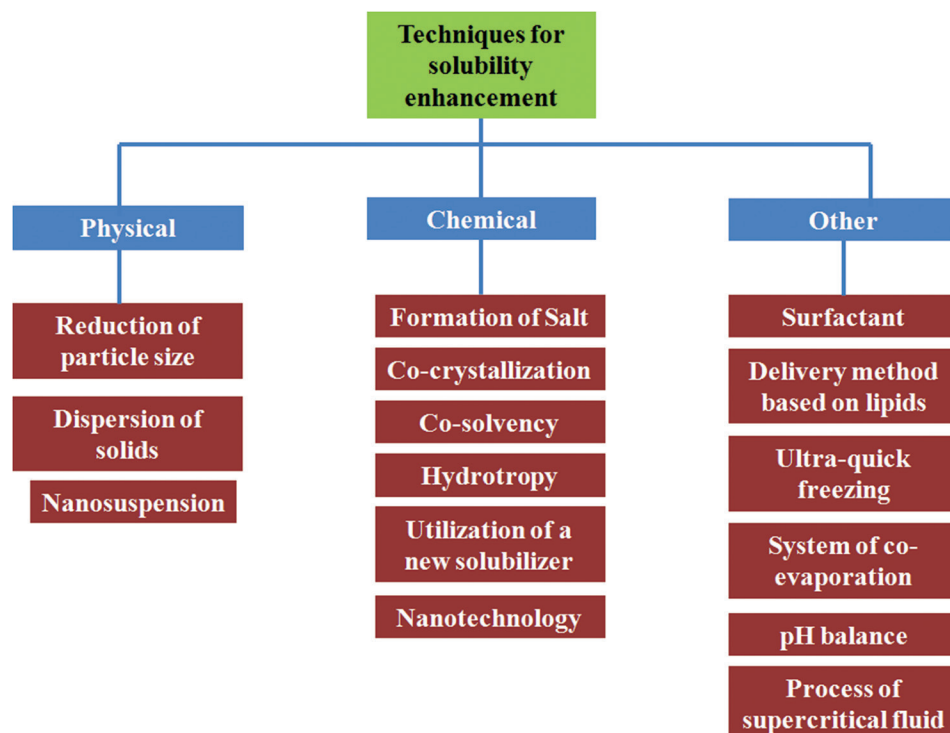 Techniques for
solubility
enhancement
Physical
Reduction of
particle size
Dispersion of
solids
Nanosuspension
Chemical
Formation of Salt
Co-crystallization
Co-solvency
Hydrotropy
Utilization of a
new solubilizer
Nanotechnology
Other
Surfactant
Delivery method
based on lipids
Ultra-quick
freezing
System of co-
evaporation
pH balance
Process of
supercritical fluid